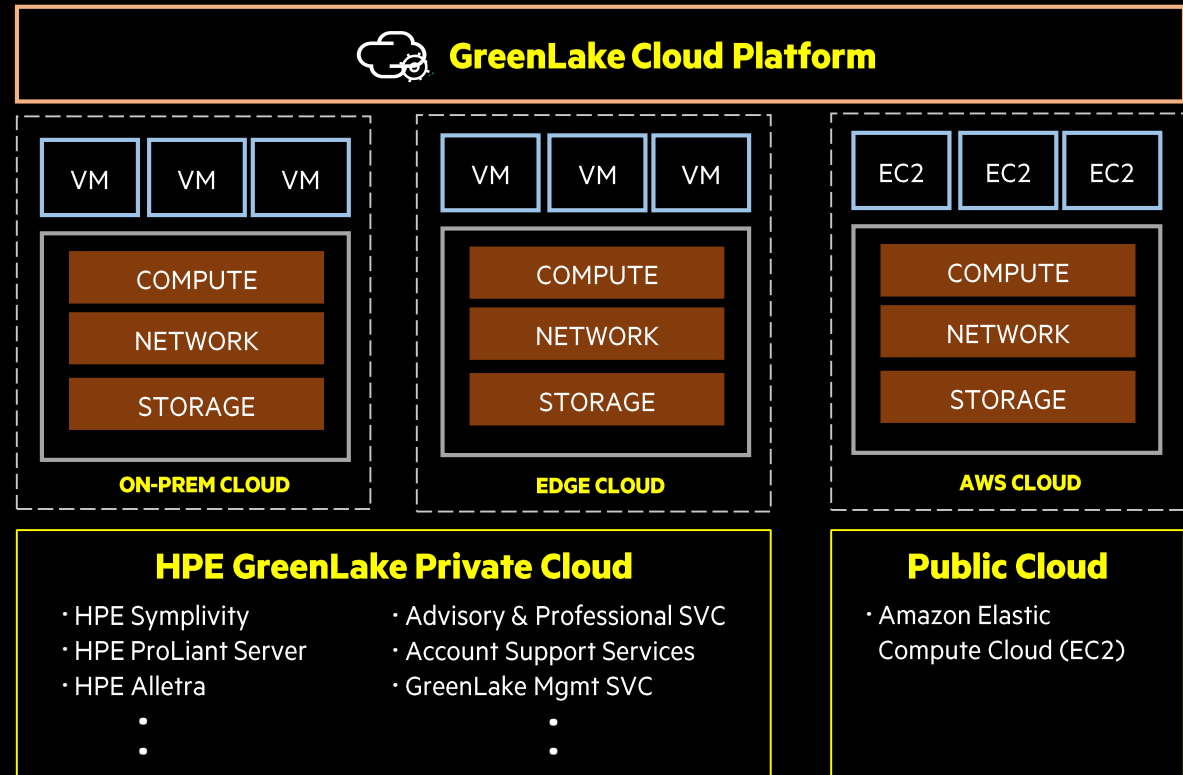 GreenLake Cloud Platform
VM
VM
VM
COMPUTE
NETWORK
STORAGE
ON-PREM CLOUD
VM
VM
VM
COMPUTE
NETWORK
STORAGE
EDGE CLOUD
EC2
EC2
EC2
COMPUTE
NETWORK
STORAGE
AWS CLOUD
HPE GreenLake Private Cloud
· HPE Symplivity
· HPE ProLiant Server
· HPE Alletra
· Advisory & Professional SVC
· Account Support Services
· GreenLake Mgmt SVC
Public Cloud
· Amazon Elastic
Compute Cloud (EC2)